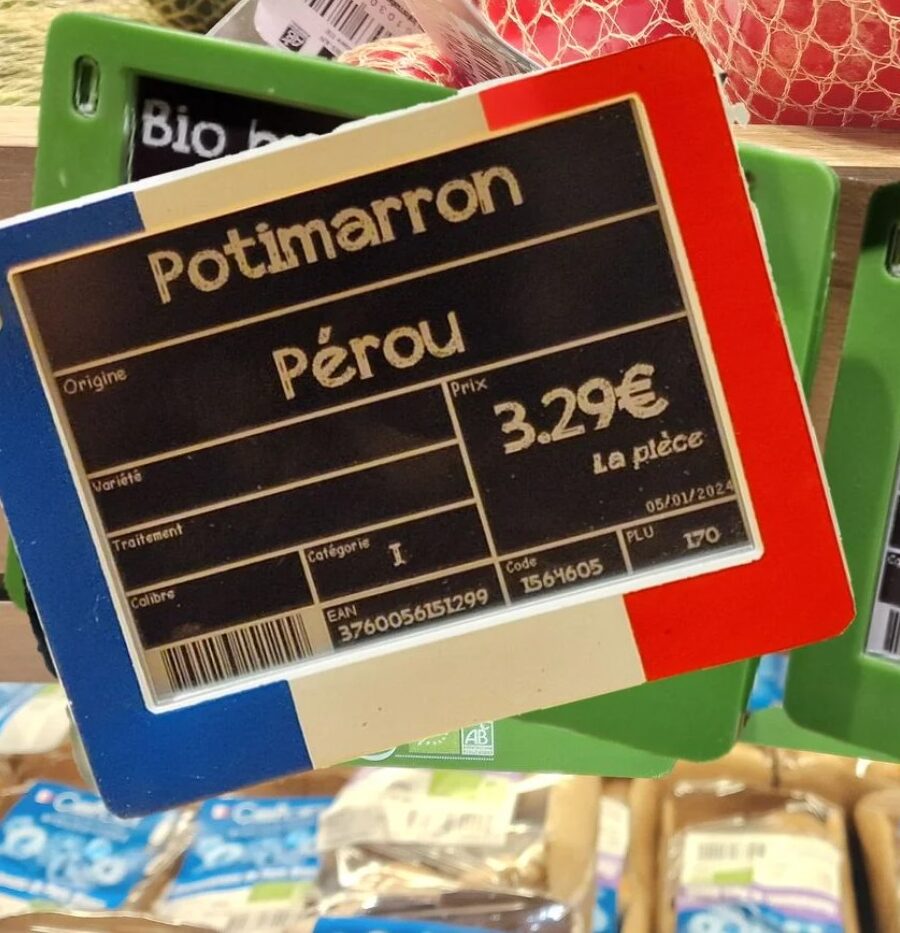 Bio
Potimarron
Origine
Pérou
Prix
3.29€
La pièce
Variété
05/01/2024
Traitement
Catégorie
I
Code
1564605
PLU
170
Calibre
EAN
3760056151299
AB